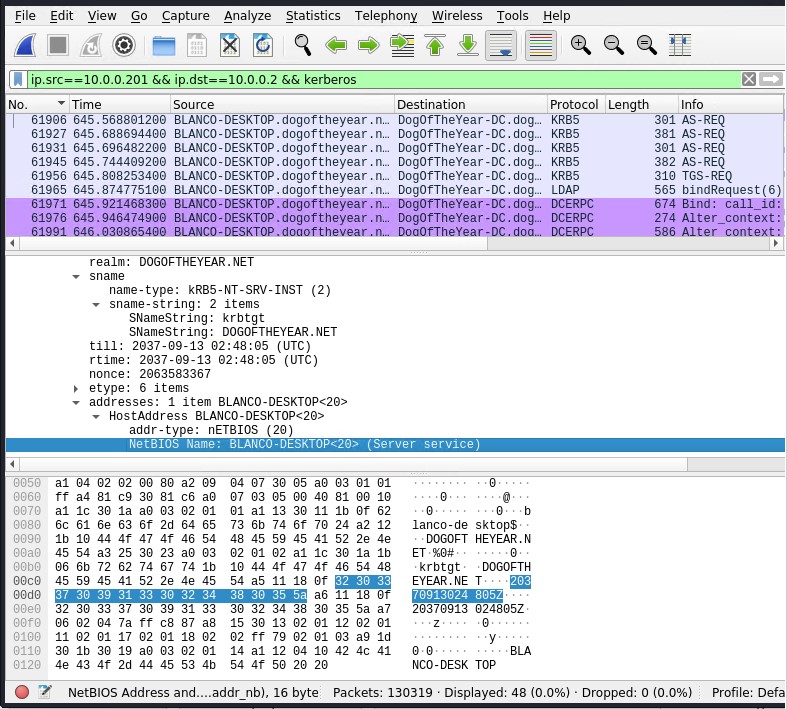 File Edit View Go Capture Analyze Statistics Telephony Wireless Tools Help
ip.src==10.0.0.201 && ip.dst==10.0.0.2 && kerberos
No. Time Source Destination Protocol Length Info
61906 645.568801200 BLANCO-DESKTOP.dogoftheyear.n… DogOfTheYear-DC.dog… KRB5 301 AS-REQ
61927 645.688694400 BLANCO-DESKTOP.dogoftheyear.n… DogOfTheYear-DC.dog… KRB5 381 AS-REQ
61931 645.696482200 BLANCO-DESKTOP.dogoftheyear.n… DogOfTheYear-DC.dog… KRB5 301 AS-REQ
61945 645.744409200 BLANCO-DESKTOP.dogoftheyear.n… DogOfTheYear-DC.dog… KRB5 382 AS-REQ
61956 645.808253400 BLANCO-DESKTOP.dogoftheyear.n… DogOfTheYear-DC.dog… KRB5 310 TGS-REQ
61965 645.874775100 BLANCO-DESKTOP.dogoftheyear.n… DogOfTheYear-DC.dog… LDAP 565 bindRequest(6)
61971 645.921468300 BLANCO-DESKTOP.dogoftheyear.n… DogOfTheYear-DC.dog… DCERPC 674 Bind: call_id:
61976 645.946474900 BLANCO-DESKTOP.dogoftheyear.n… DogOfTheYear-DC.dog… DCERPC 274 Alter_context:
61991 646.030865400 BLANCO-DESKTOP.dogoftheyear.n… DogOfTheYear-DC.dog… DCERPC 586 Alter_context:
realm: DOGOFTHEYEAR.NET
sname
name-type: kRB5-NT-SRV-INST (2)
sname-string: 2 items
SNameString: krbtgt
SNameString: DOGOFTHEYEAR.NET
till: 2037-09-13 02:48:05 (UTC)
rtime: 2037-09-13 02:48:05 (UTC)
nonce: 2063583367
etype: 6 items
addresses: 1 item BLANCO-DESKTOP<20>
HostAddress BLANCO-DESKTOP<20>
addr-type: nETBIOS (20)
NetBIOS Name: BLANCO-DESKTOP<20> (Server service)
0050 a1 04 02 02 00 80 a2 09 04 07 30 05 a0 03 01 01 ········ ··0·····
0060 ff a4 81 c9 30 81 c6 a0 07 03 05 00 40 81 00 10 ····0··· ····@···
0070 a1 1c 30 1a a0 03 02 01 01 a1 13 30 11 1b 0f 62 ··0····· ···0···b
0080 6c 61 6e 63 6f 2d 64 65 73 6b 74 6f 70 24 a2 12 lanco-de sktop$··
0090 1b 10 44 4f 47 4f 46 54 48 45 59 45 41 52 2e 4e ··DOGOFT HEYEAR.N
00a0 45 54 a3 25 30 23 a0 03 02 01 02 a1 1c 30 1a 1b ET·%0#·· ·····0··
00b0 06 6b 72 62 74 67 74 1b 10 44 4f 47 4f 46 54 48 ·krbtgt· ·DOGOFTH
00c0 45 59 45 41 52 2e 4e 45 54 a5 11 18 0f 32 30 33 EYEAR.NE T····203
00d0 37 30 39 31 33 30 32 34 38 30 35 5a a6 11 18 0f 70913024 805Z····
00e0 32 30 33 37 30 39 31 33 30 32 34 38 30 35 5a a7 20370913 024805Z·
00f0 06 02 04 7a ff c8 87 a8 15 30 13 02 01 12 02 01 ···z···· ·0······
0100 11 02 01 17 02 01 18 02 02 ff 79 02 01 03 a9 1d ········ ··y·····
0110 30 1b 30 19 a0 03 02 01 14 a1 12 04 10 42 4c 41 0·0····· ·····BLA
0120 4e 43 4f 2d 44 45 53 4b 54 4f 50 20 20 NCO-DESK TOP
NetBIOS Address and....addr_nb), 16 byte Packets: 130319 · Displayed: 48 (0.0%) · Dropped: 0 (0.0%) Profile: Defa